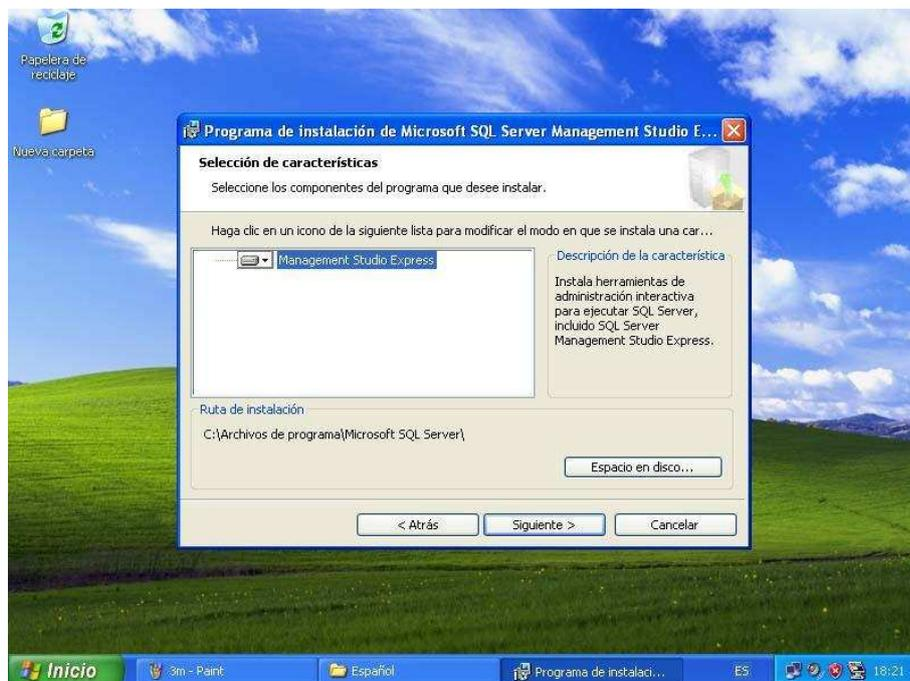 Papelera de
reciclaje
Nueva carpeta
Programa de instalación de Microsoft SQL Server Management Studio E...
Selección de características
Seleccione los componentes del programa que desee instalar.
Haga clic en un icono de la siguiente lista para modificar el modo en que se instala una car...
Management Studio Express
Descripción de la característica
Instala herramientas de
administración interactiva
para ejecutar SQL Server,
incluido SQL Server
Management Studio Express.
Ruta de instalación
C:\Archivos de programa\Microsoft SQL Server\
Espacio en disco...
< Atrás
Siguiente >
Cancelar
Inicio
3m - Paint
Español
Programa de instalaci...
ES
18:21